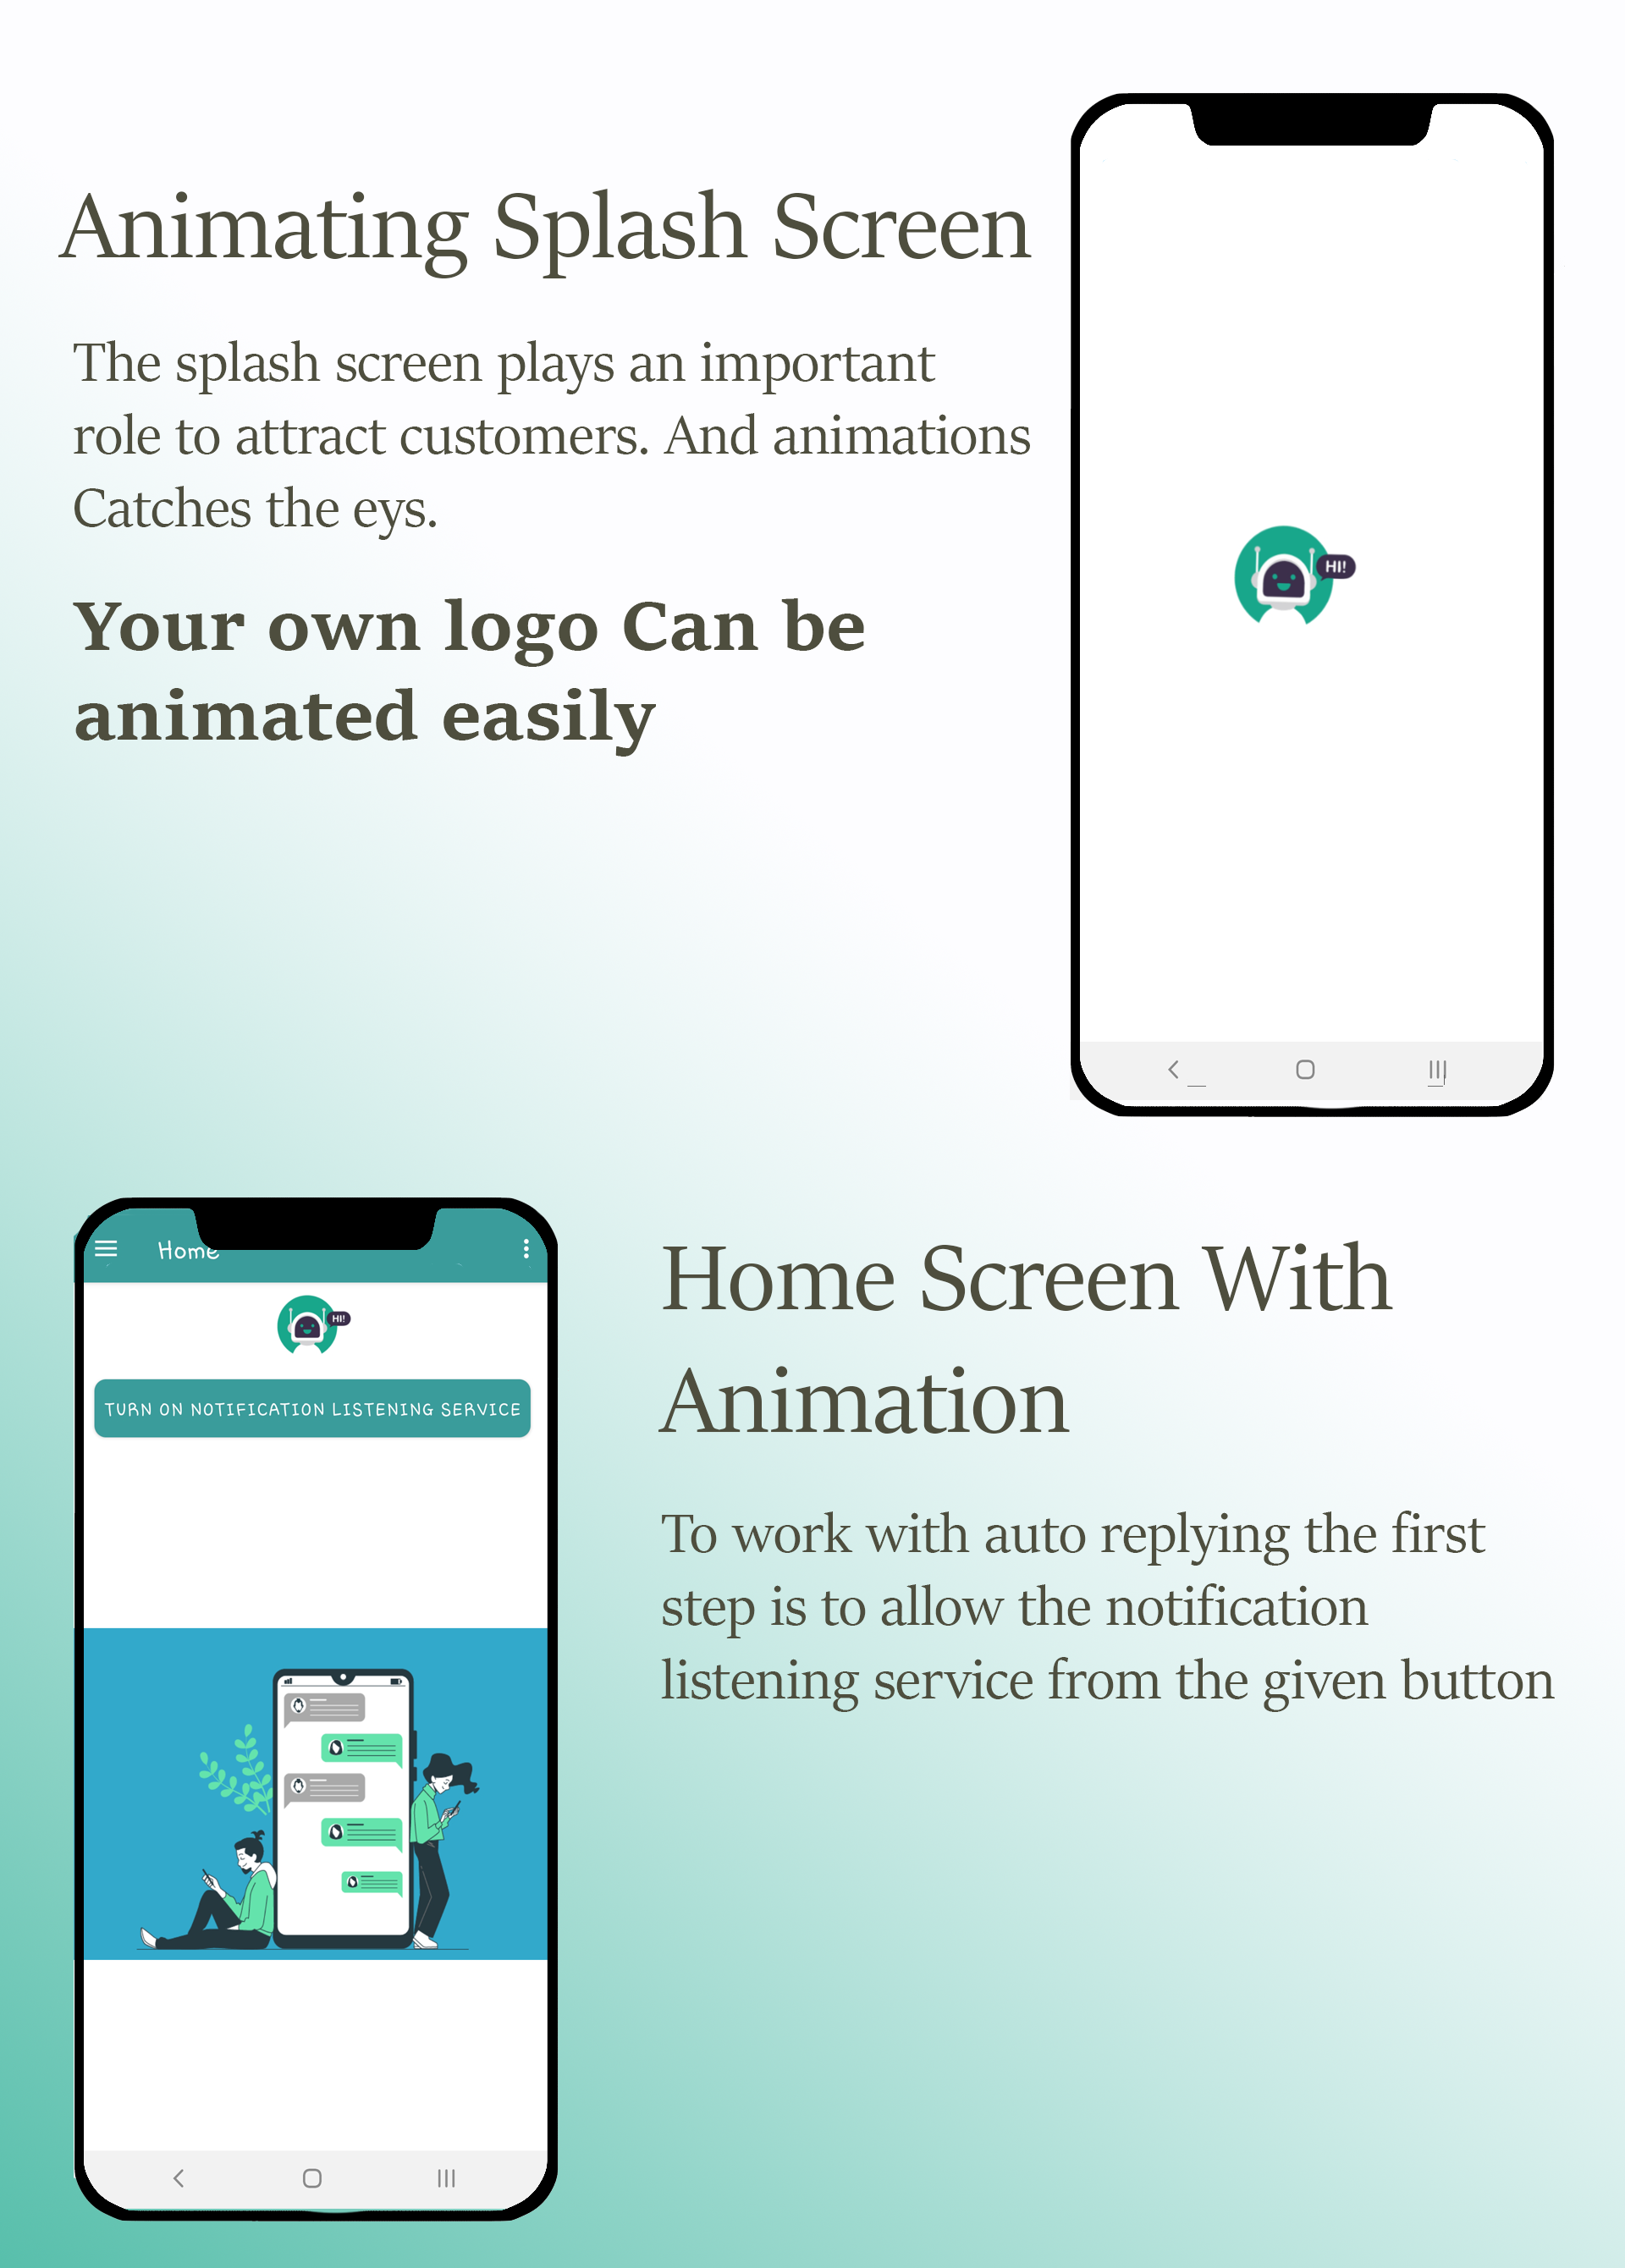 Animating Splash Screen
The splash screen plays an important
role to attract customers. And animations
Catches the eys.
Your own logo Can be
animated easily
HI!
Home
HI!
TURN ON NOTIFICATION LISTENING SERVICE
Home Screen With
Animation
To work with auto replying the first
step is to allow the notification
listening service from the given button